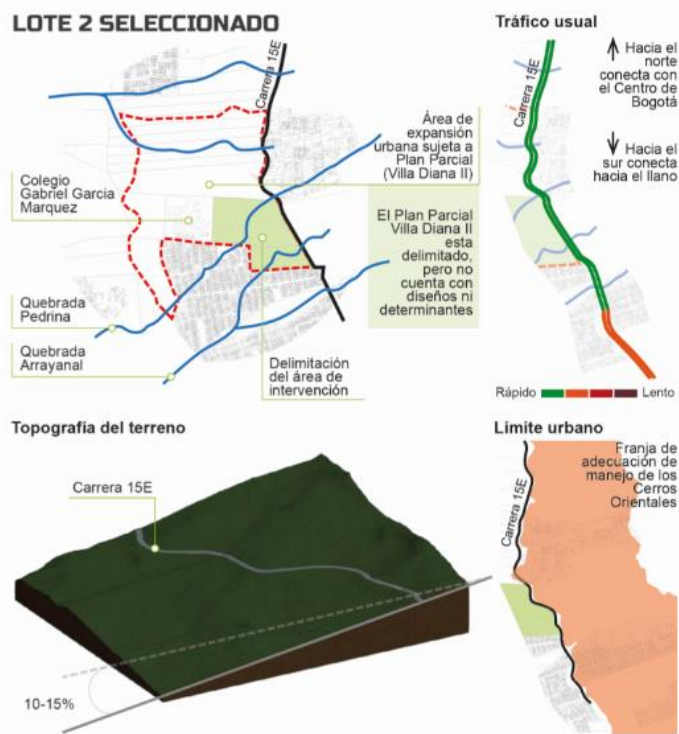 LOTE 2 SELECCIONADO
Carrera 15E
Área de
expansión
urbana sujeta a
Plan Parcial
(Villa Diana II)
Colegio
Gabriel Garcia
Marquez
El Plan Parcial
Villa Diana II
esta
delimitado,
pero no
cuenta con
diseños ni
determinantes
Quebrada
Pedrina
Quebrada
Arrayanal
Delimitación
del área de
intervención
Tráfico usual
Carrera 15E
Hacia el
norte
conecta con
el Centro de
Bogotá
Hacia el
sur conecta
hacia el llano
Rápido
Lento
Topografía del terreno
Carrera 15E
10-15%
Límite urbano
Franja de
adecuación de
manejo de los
Cerros
Orientales
Carrera 15E